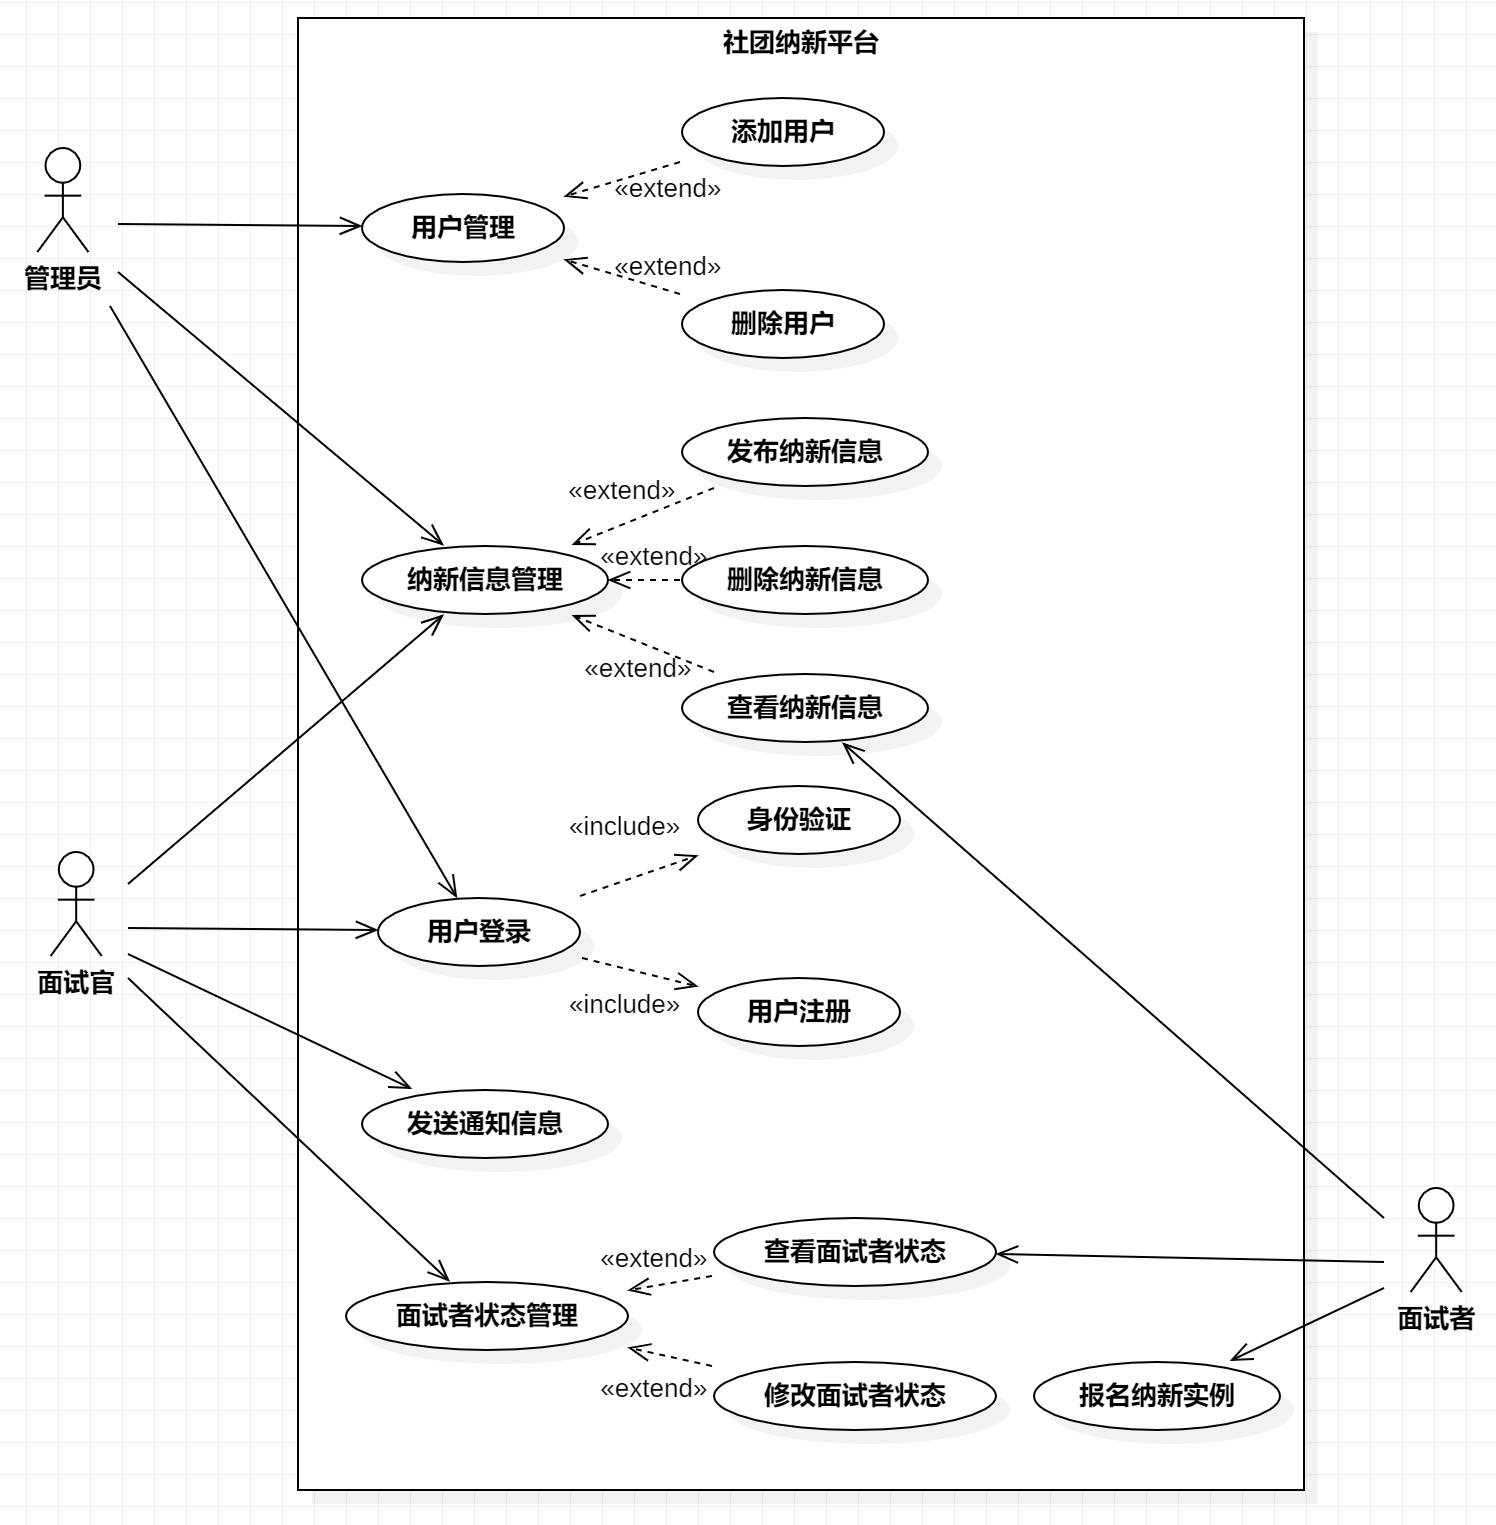 社团纳新平台
添加用户
«extend»
用户管理
管理员
«extend»
删除用户
发布纳新信息
«extend»
«extend»
纳新信息管理
删除纳新信息
«extend»
查看纳新信息
身份验证
«include»
用户登录
面试官
«include»
用户注册
发送通知信息
查看面试者状态
«extend»
面试者状态管理
面试者
«extend»
修改面试者状态
报名纳新实例